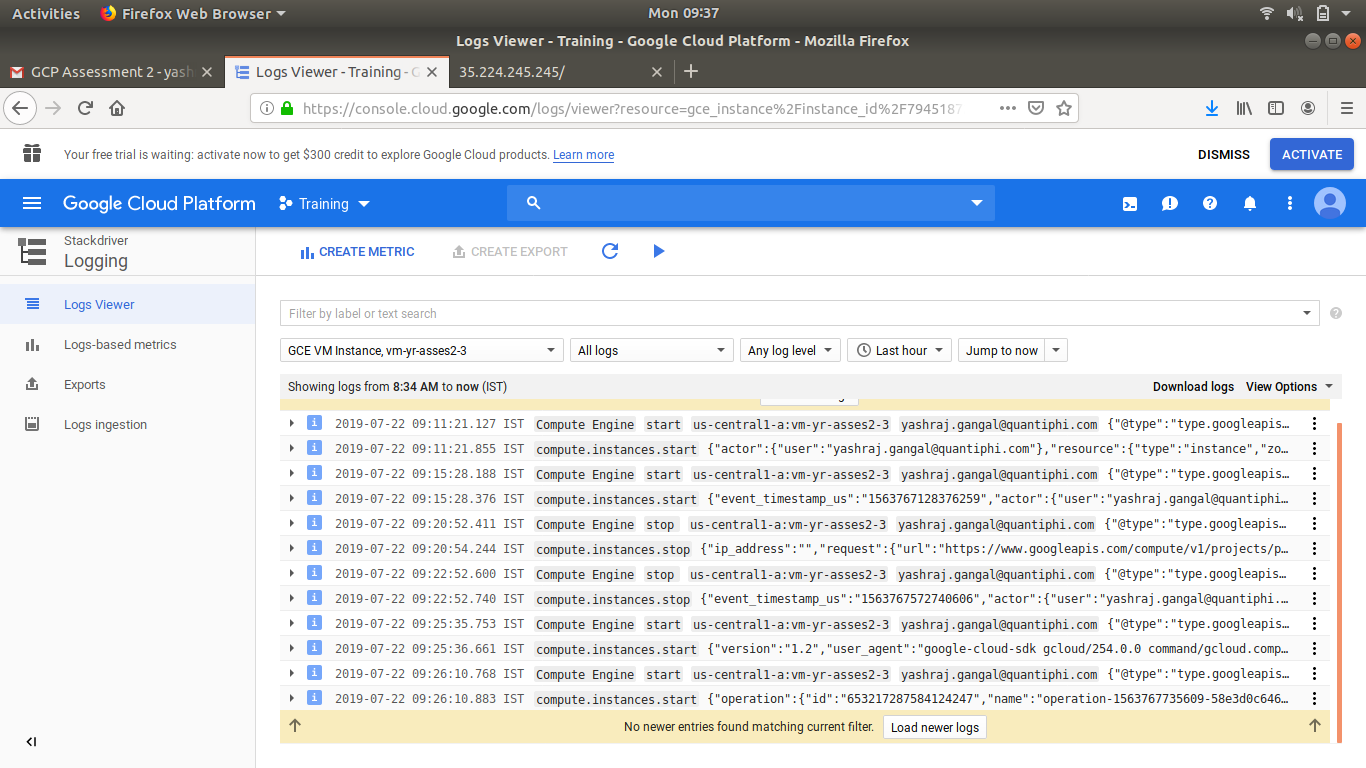 Activities Firefox Web Browser Mon 09:37
Logs Viewer - Training - Google Cloud Platform - Mozilla Firefox
GCP Assessment 2 - yash Logs Viewer - Training - G 35.224.245.245/
https://console.cloud.google.com/logs/viewer?resource=gce_instance%2Finstance_id%2F7945187
Your free trial is waiting: activate now to get $300 credit to explore Google Cloud products. Learn more DISMISS ACTIVATE
Google Cloud Platform Training
Stackdriver
Logging
CREATE METRIC CREATE EXPORT
Logs Viewer
Logs-based metrics
Exports
Logs ingestion
Filter by label or text search
GCE VM Instance, vm-yr-asses2-3 All logs Any log level Last hour Jump to now
Showing logs from 8:34 AM to now (IST) Download logs View Options
i 2019-07-22 09:11:21.127 IST Compute Engine start us-central1-a:vm-yr-asses2-3 yashraj.gangal@quantiphi.com {"@type":"type.googleapis…
i 2019-07-22 09:11:21.855 IST compute.instances.start {"actor":{"user":"yashraj.gangal@quantiphi.com"},"resource":{"type":"instance","zo…
i 2019-07-22 09:15:28.188 IST Compute Engine start us-central1-a:vm-yr-asses2-3 yashraj.gangal@quantiphi.com {"@type":"type.googleapis…
i 2019-07-22 09:15:28.376 IST compute.instances.start {"event_timestamp_us":"1563767128376259","actor":{"user":"yashraj.gangal@quantiphi…
i 2019-07-22 09:20:52.411 IST Compute Engine stop us-central1-a:vm-yr-asses2-3 yashraj.gangal@quantiphi.com {"@type":"type.googleapis…
i 2019-07-22 09:20:54.244 IST compute.instances.stop {"ip_address":"","request":{"url":"https://www.googleapis.com/compute/v1/projects/p…
i 2019-07-22 09:22:52.600 IST Compute Engine stop us-central1-a:vm-yr-asses2-3 yashraj.gangal@quantiphi.com {"@type":"type.googleapis…
i 2019-07-22 09:22:52.740 IST compute.instances.stop {"event_timestamp_us":"1563767572740606","actor":{"user":"yashraj.gangal@quantiphi.…
i 2019-07-22 09:25:35.753 IST Compute Engine start us-central1-a:vm-yr-asses2-3 yashraj.gangal@quantiphi.com {"@type":"type.googleapis…
i 2019-07-22 09:25:36.661 IST compute.instances.start {"version":"1.2","user_agent":"google-cloud-sdk gcloud/254.0.0 command/gcloud.comp…
i 2019-07-22 09:26:10.768 IST Compute Engine start us-central1-a:vm-yr-asses2-3 yashraj.gangal@quantiphi.com {"@type":"type.googleapis…
i 2019-07-22 09:26:10.883 IST compute.instances.start {"operation":{"id":"653217287584124247","name":"operation-1563767735609-58e3d0c646…
No newer entries found matching current filter. Load newer logs